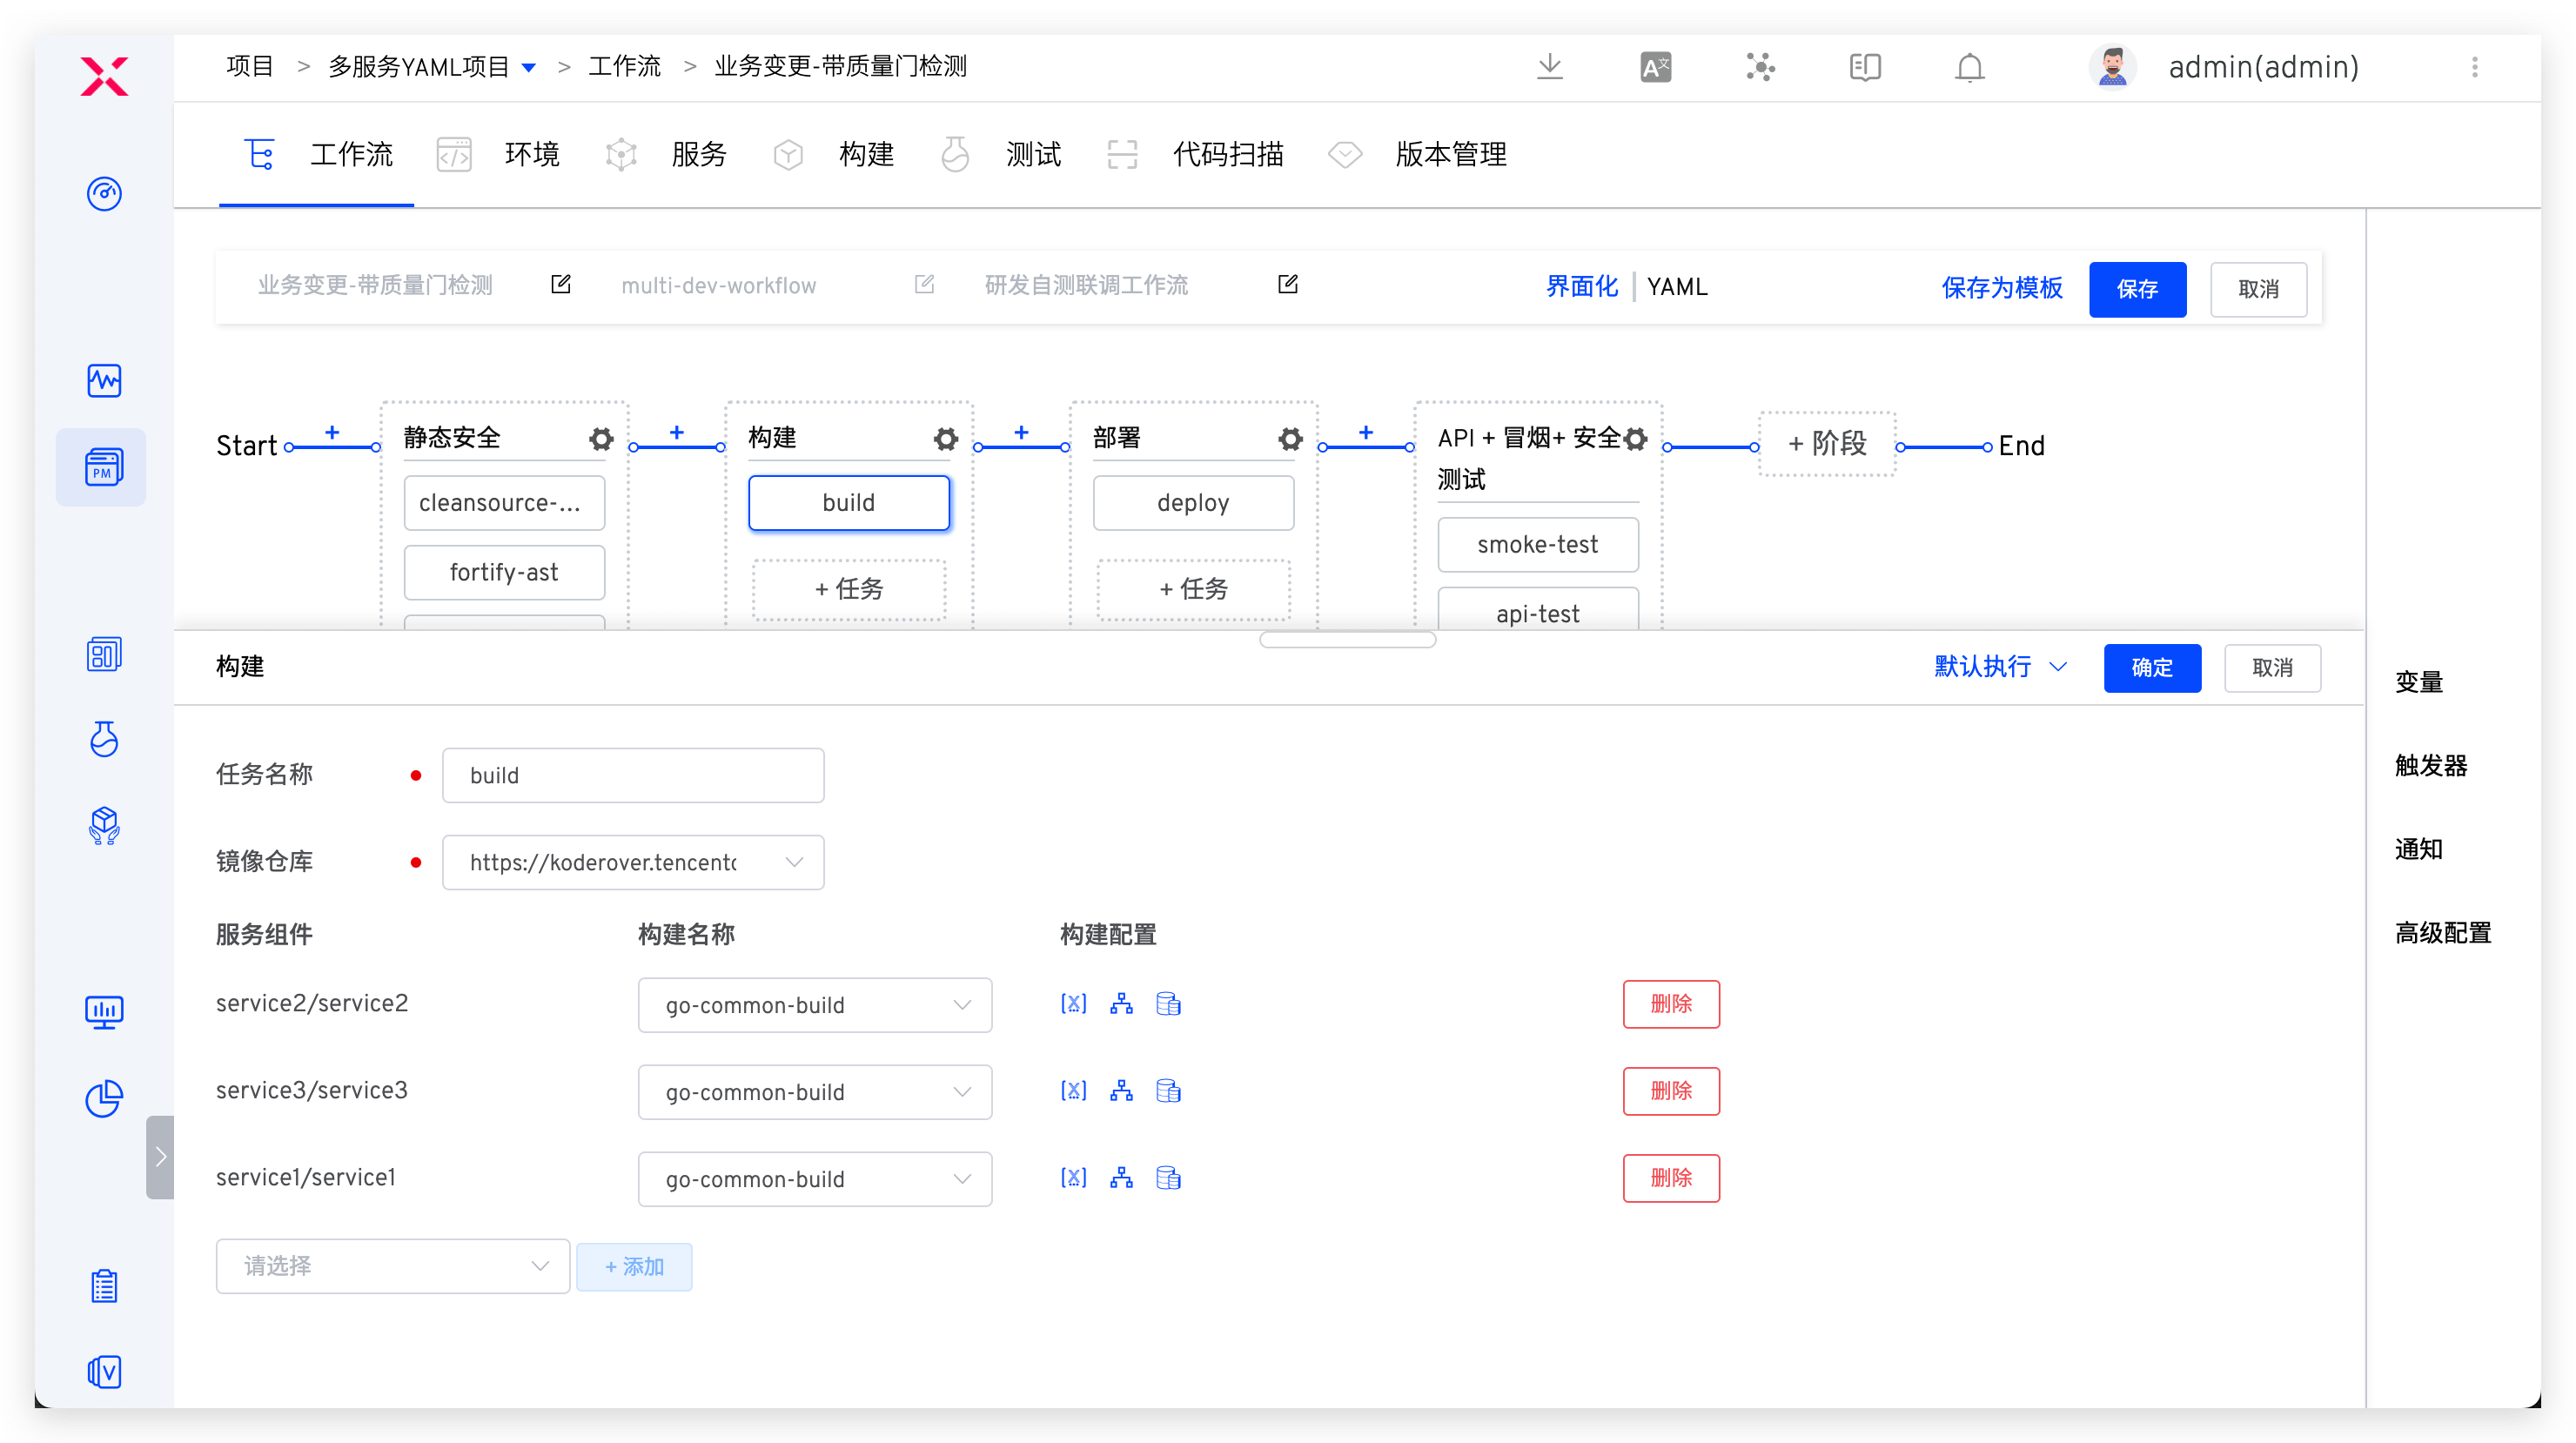 项目 > 多服务YAML项目 > 工作流 > 业务变更-带质量门检测
admin(admin)
工作流 环境 服务 构建 测试 代码扫描 版本管理
业务变更-带质量门检测 multi-dev-workflow 研发自测联调工作流 界面化 YAML 保存为模板 保存 取消
Start + 静态安全 + 构建 + 部署 + API + 冒烟+ 安全 + 阶段 End
测试
cleansource-... build deploy
smoke-test
fortify-ast + 任务 + 任务
api-test
构建 默认执行 确定 取消
变量
触发器
通知
高级配置
任务名称 build
镜像仓库 https://koderover.tencentc
服务组件 构建名称 构建配置
service2/service2 go-common-build 删除
service3/service3 go-common-build 删除
service1/service1 go-common-build 删除
请选择 + 添加
PM